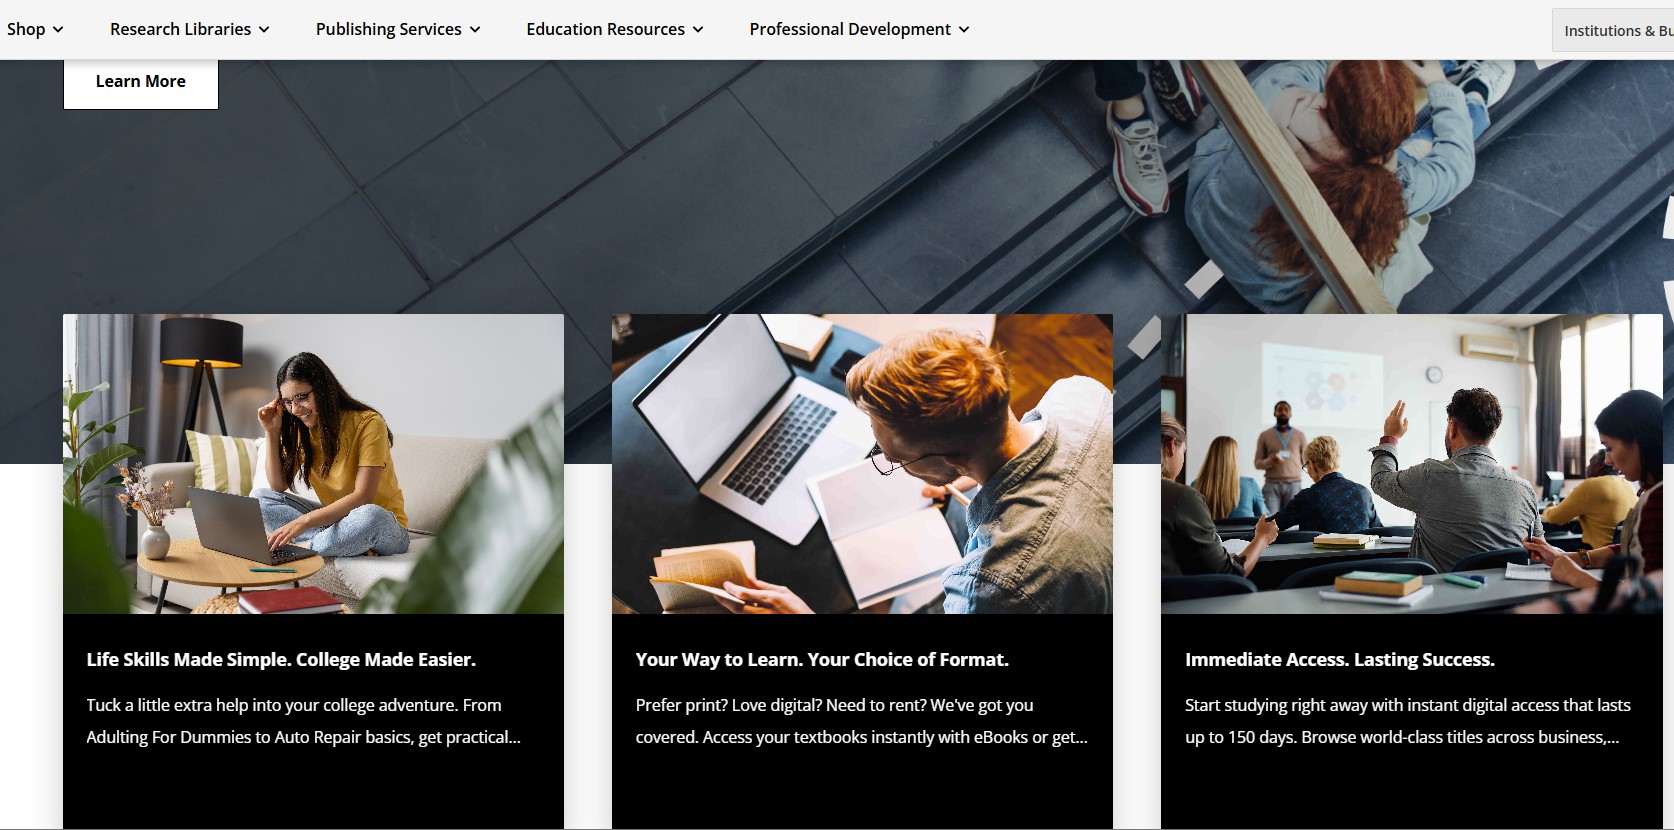 Shop
Research Libraries
Publishing Services
Education Resources
Professional Development
Institutions & Bu
Learn More
Life Skills Made Simple. College Made Easier.
Tuck a little extra help into your college adventure. From
Adulting For Dummies to Auto Repair basics, get practical...
Your Way to Learn. Your Choice of Format.
Prefer print? Love digital? Need to rent? We've got you
covered. Access your textbooks instantly with eBooks or get...
Immediate Access. Lasting Success.
Start studying right away with instant digital access that lasts
up to 150 days. Browse world-class titles across business,...